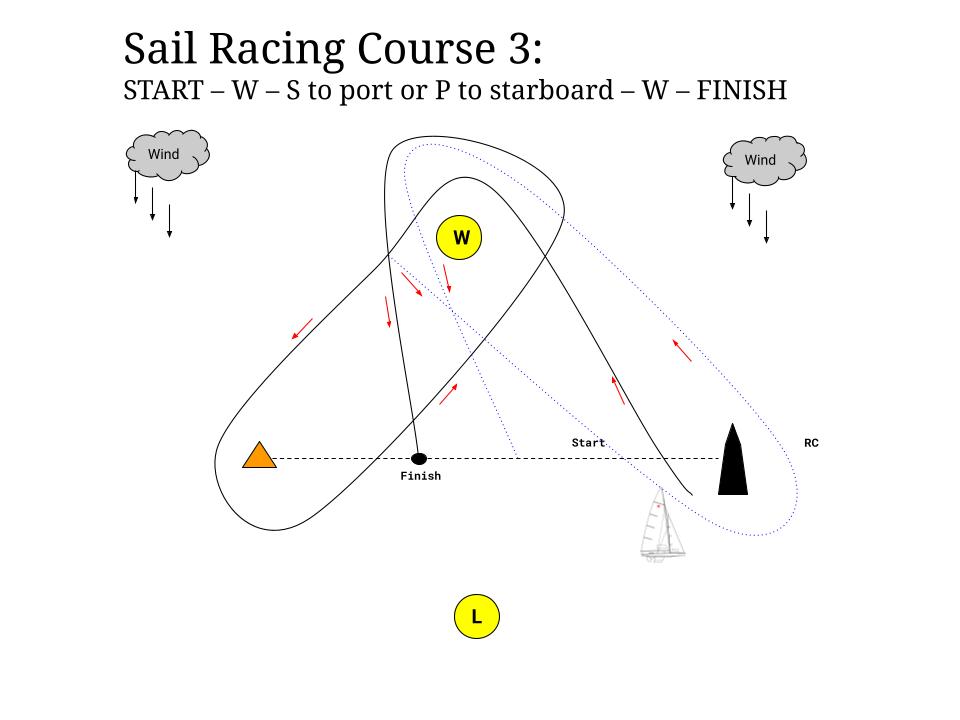 Sail Racing Course 3:
START – W – S to port or P to starboard – W – FINISH
Wind
Wind
W
Start
RC
Finish
L